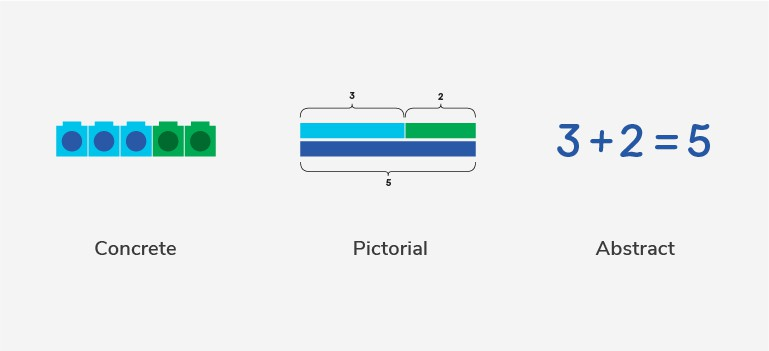 3 2
5
3 + 2 = 5
Concrete
Pictorial
Abstract